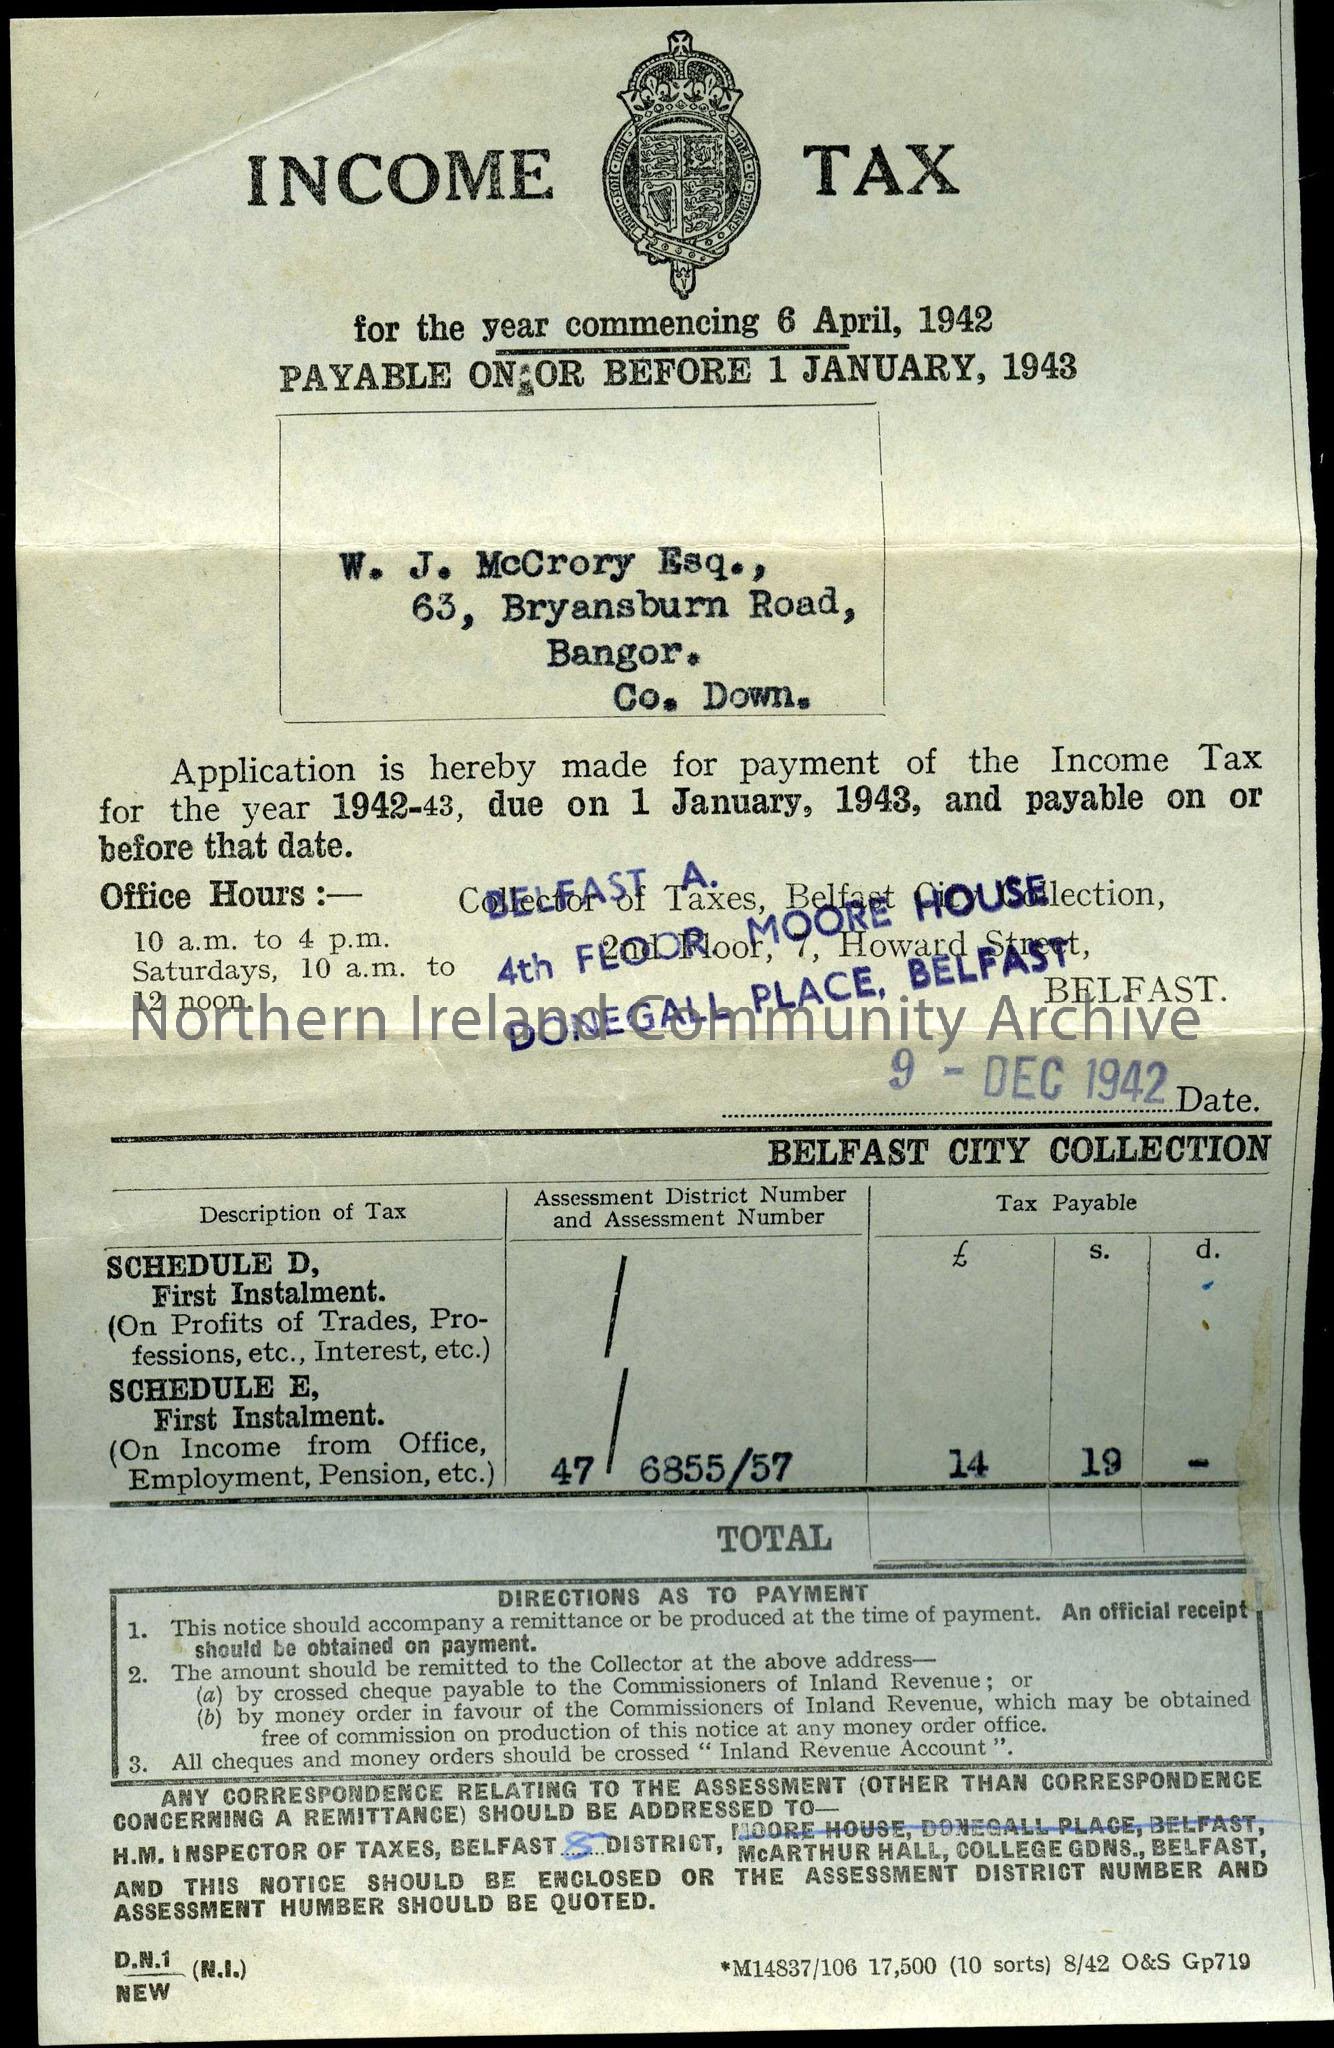 INCOME TAX
for the year commencing 6 April, 1942
PAYABLE ON OR BEFORE 1 JANUARY, 1943
W. J. McCrory Esq.,
63, Bryansburn Road,
Bangor.
Co. Down.
Application is hereby made for payment of the Income Tax
for the year 1942-43, due on 1 January, 1943, and payable on or
before that date.
Office Hours :—
10 a.m. to 4 p.m.
Saturdays, 10 a.m. to
12 noon.
Collector of Taxes, Belfast City Collection,
2nd Floor, 7, Howard Street,
BELFAST.
BELFAST A.
4th FLOOR. MOORE HOUSE
DONEGALL PLACE, BELFAST
Northern Ireland Community Archive
9 - DEC 1942 Date.
BELFAST CITY COLLECTION
Description of Tax
Assessment District Number
and Assessment Number
Tax Payable
£ s. d.
SCHEDULE D,
First Instalment.
(On Profits of Trades, Pro-
fessions, etc., Interest, etc.)
/
SCHEDULE E,
First Instalment.
(On Income from Office,
Employment, Pension, etc.)
47 / 6855/57 14 19 -
TOTAL
DIRECTIONS AS TO PAYMENT
1. This notice should accompany a remittance or be produced at the time of payment. An official receipt
should be obtained on payment.
2. The amount should be remitted to the Collector at the above address—
(a) by crossed cheque payable to the Commissioners of Inland Revenue; or
(b) by money order in favour of the Commissioners of Inland Revenue, which may be obtained
free of commission on production of this notice at any money order office.
3. All cheques and money orders should be crossed “ Inland Revenue Account ”.
ANY CORRESPONDENCE RELATING TO THE ASSESSMENT (OTHER THAN CORRESPONDENCE
CONCERNING A REMITTANCE) SHOULD BE ADDRESSED TO—
MOORE HOUSE, DONEGALL PLACE, BELFAST,
H.M. INSPECTOR OF TAXES, BELFAST 8 DISTRICT, McARTHUR HALL, COLLEGE GDNS., BELFAST,
AND THIS NOTICE SHOULD BE ENCLOSED OR THE ASSESSMENT DISTRICT NUMBER AND
ASSESSMENT HUMBER SHOULD BE QUOTED.
D.N.1 (N.I.)
NEW
*M14837/106 17,500 (10 sorts) 8/42 O&S Gp719